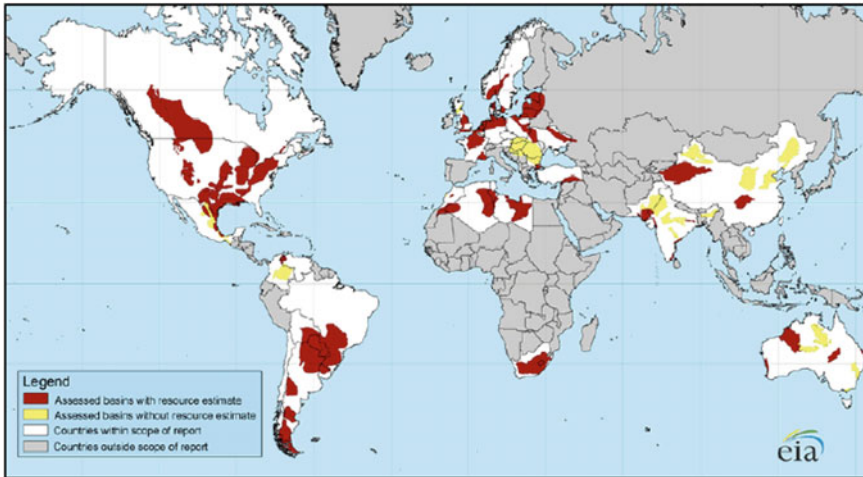 Legend
Assessed basins with resource estimate
Assessed basins without resource estimate
Countries within scope of report
Countries outside scope of report
eia